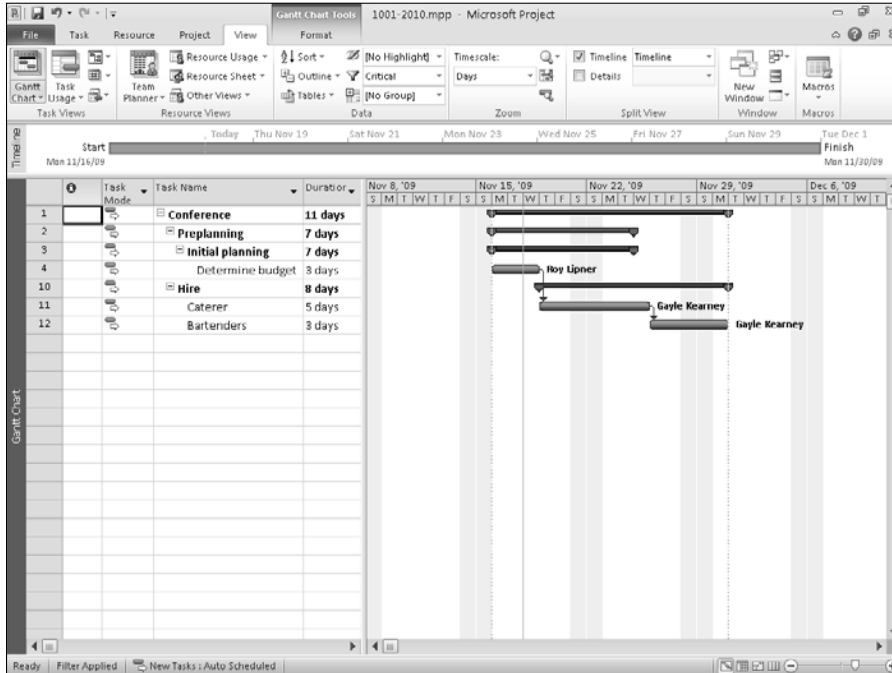 Gantt Chart Tools 1001-2010.mpp - Microsoft Project
File Task Resource Project View Format
Gantt Chart
Task Usage
Team Planner
Resource Usage
Resource Sheet
Other Views
Sort
Outline
Tables
[No Highlight]
Critical
[No Group]
Timescale:
Days
Timeline Timeline
Details
New Window
Macros
Task Views Resource Views Data Zoom Split View Window Macros
Timeline
Today Thu Nov 19 Sat Nov 21 Mon Nov 23 Wed Nov 25 Fri Nov 27 Sun Nov 29 Tue Dec 1
Start Finish
Mon 11/16/09 Mon 11/30/09
Task Mode Task Name Duration Nov 8, '09 Nov 15, '09 Nov 22, '09 Nov 29, '09 Dec 6, '09
S M T W T F S S M T W T F S S M T W T F S S M T W T F S S M T W T
1 Conference 11 days
2 Preplanning 7 days
3 Initial planning 7 days
4 Determine budget 3 days Roy Lipner
10 Hire 8 days
11 Caterer 5 days Gayle Kearney
12 Bartenders 3 days Gayle Kearney
Gantt Chart
Ready Filter Applied New Tasks : Auto Scheduled